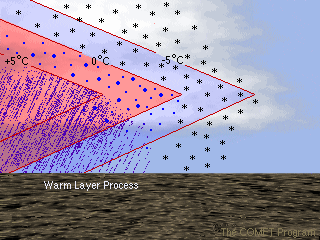 +5°C 0°C -5°C
Warm Layer Process
The COMET Program